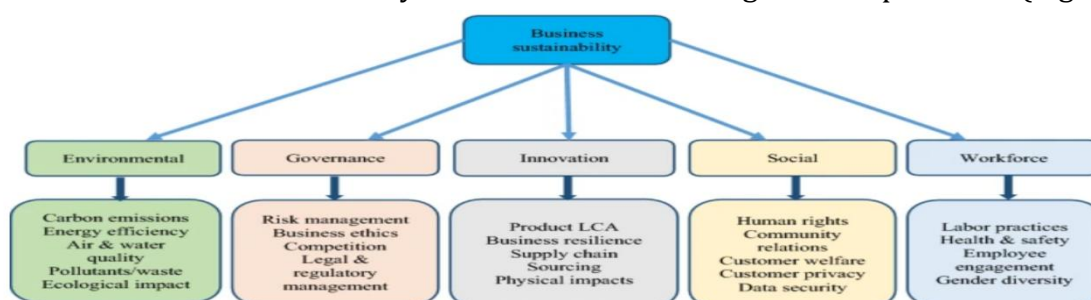 Business
sustainability
Environmental
Governance
Innovation
Social
Workforce
Carbon emissions
Energy efficiency
Air & water
quality
Pollutants/waste
Ecological impact
Risk management
Business ethics
Competition
Legal &
regulatory
management
Product LCA
Business resilience
Supply chain
Sourcing
Physical impacts
Human rights
Community
relations
Customer welfare
Customer privacy
Data security
Labor practices
Health & safety
Employee
engagement
Gender diversity